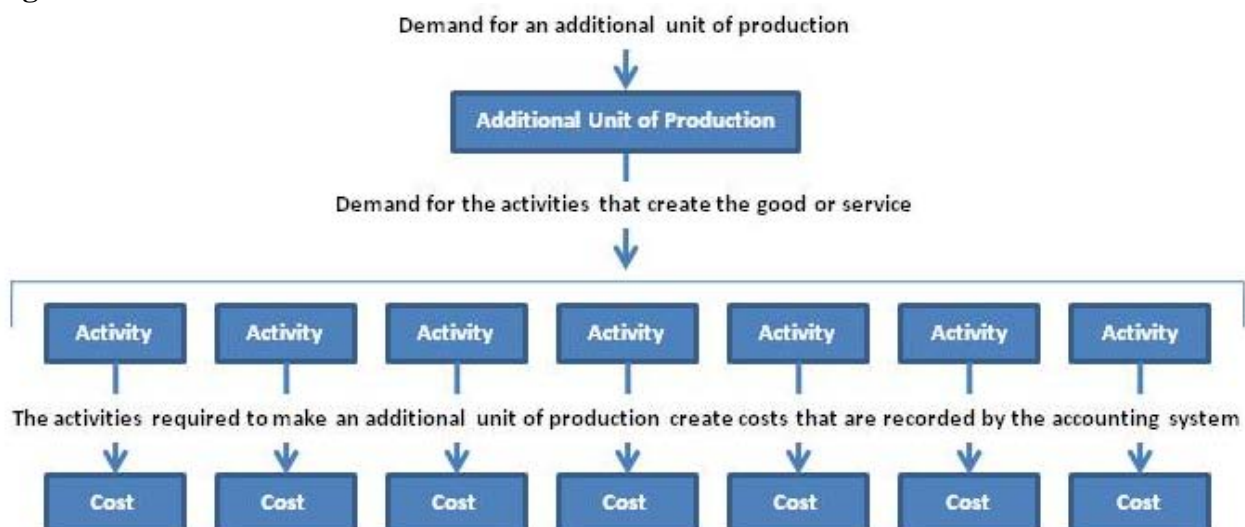 Demand for an additional unit of production
Additional Unit of Production
Demand for the activities that create the good or service
Activity Activity Activity Activity Activity Activity Activity
The activities required to make an additional unit of production create costs that are recorded by the accounting system
Cost Cost Cost Cost Cost Cost Cost